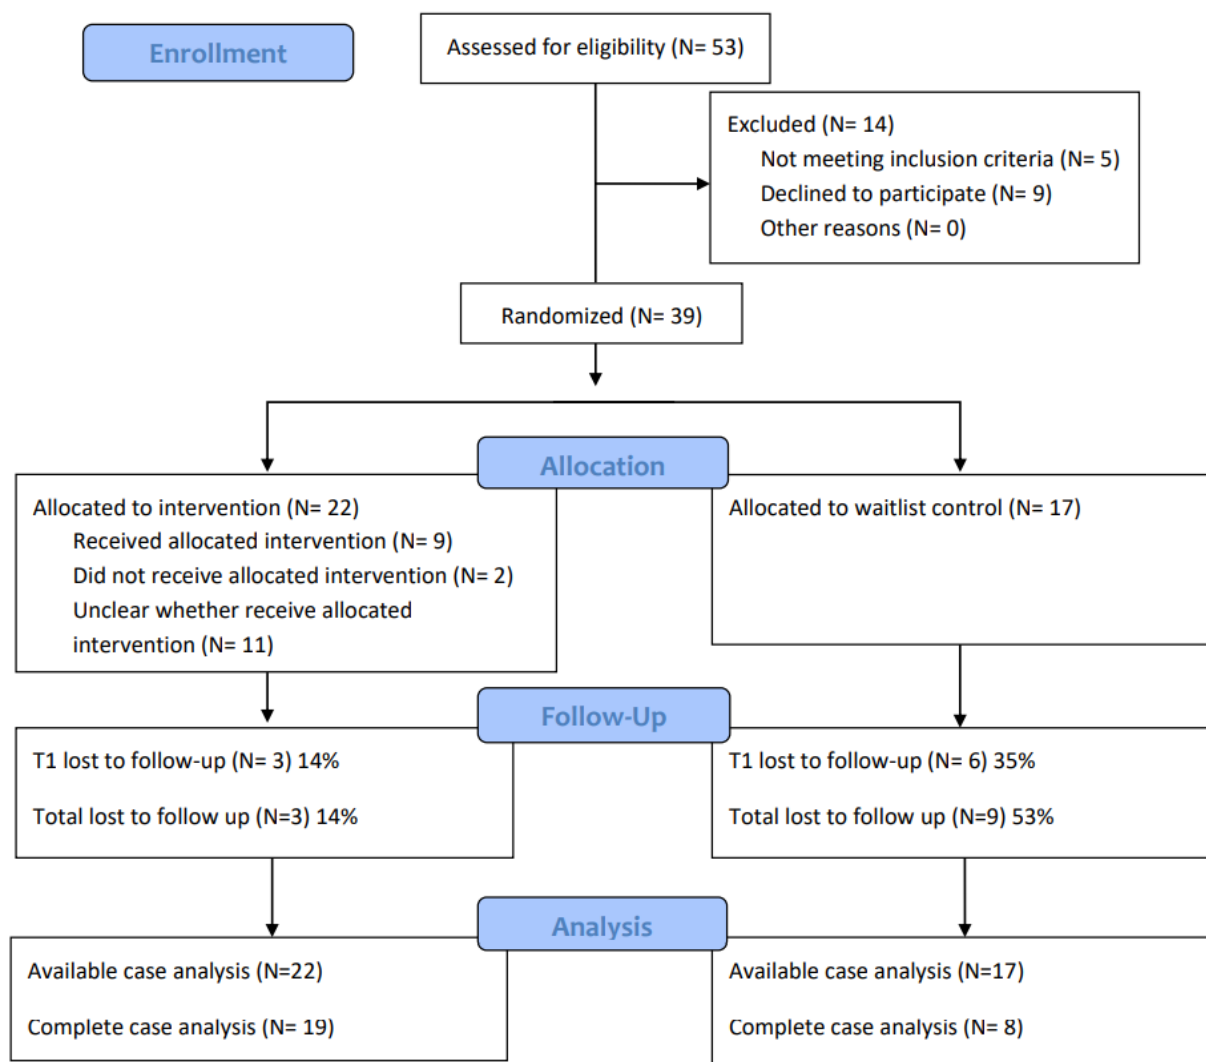 Enrollment
Assessed for eligibility (N= 53)
Excluded (N= 14)
Not meeting inclusion criteria (N= 5)
Declined to participate (N= 9)
Other reasons (N= 0)
Randomized (N= 39)
Allocation
Allocated to intervention (N= 22)
Received allocated intervention (N= 9)
Did not receive allocated intervention (N= 2)
Unclear whether receive allocated
intervention (N= 11)
Allocated to waitlist control (N= 17)
Follow-Up
T1 lost to follow-up (N= 3) 14%
Total lost to follow up (N=3) 14%
T1 lost to follow-up (N= 6) 35%
Total lost to follow up (N=9) 53%
Analysis
Available case analysis (N=22)
Complete case analysis (N= 19)
Available case analysis (N=17)
Complete case analysis (N= 8)